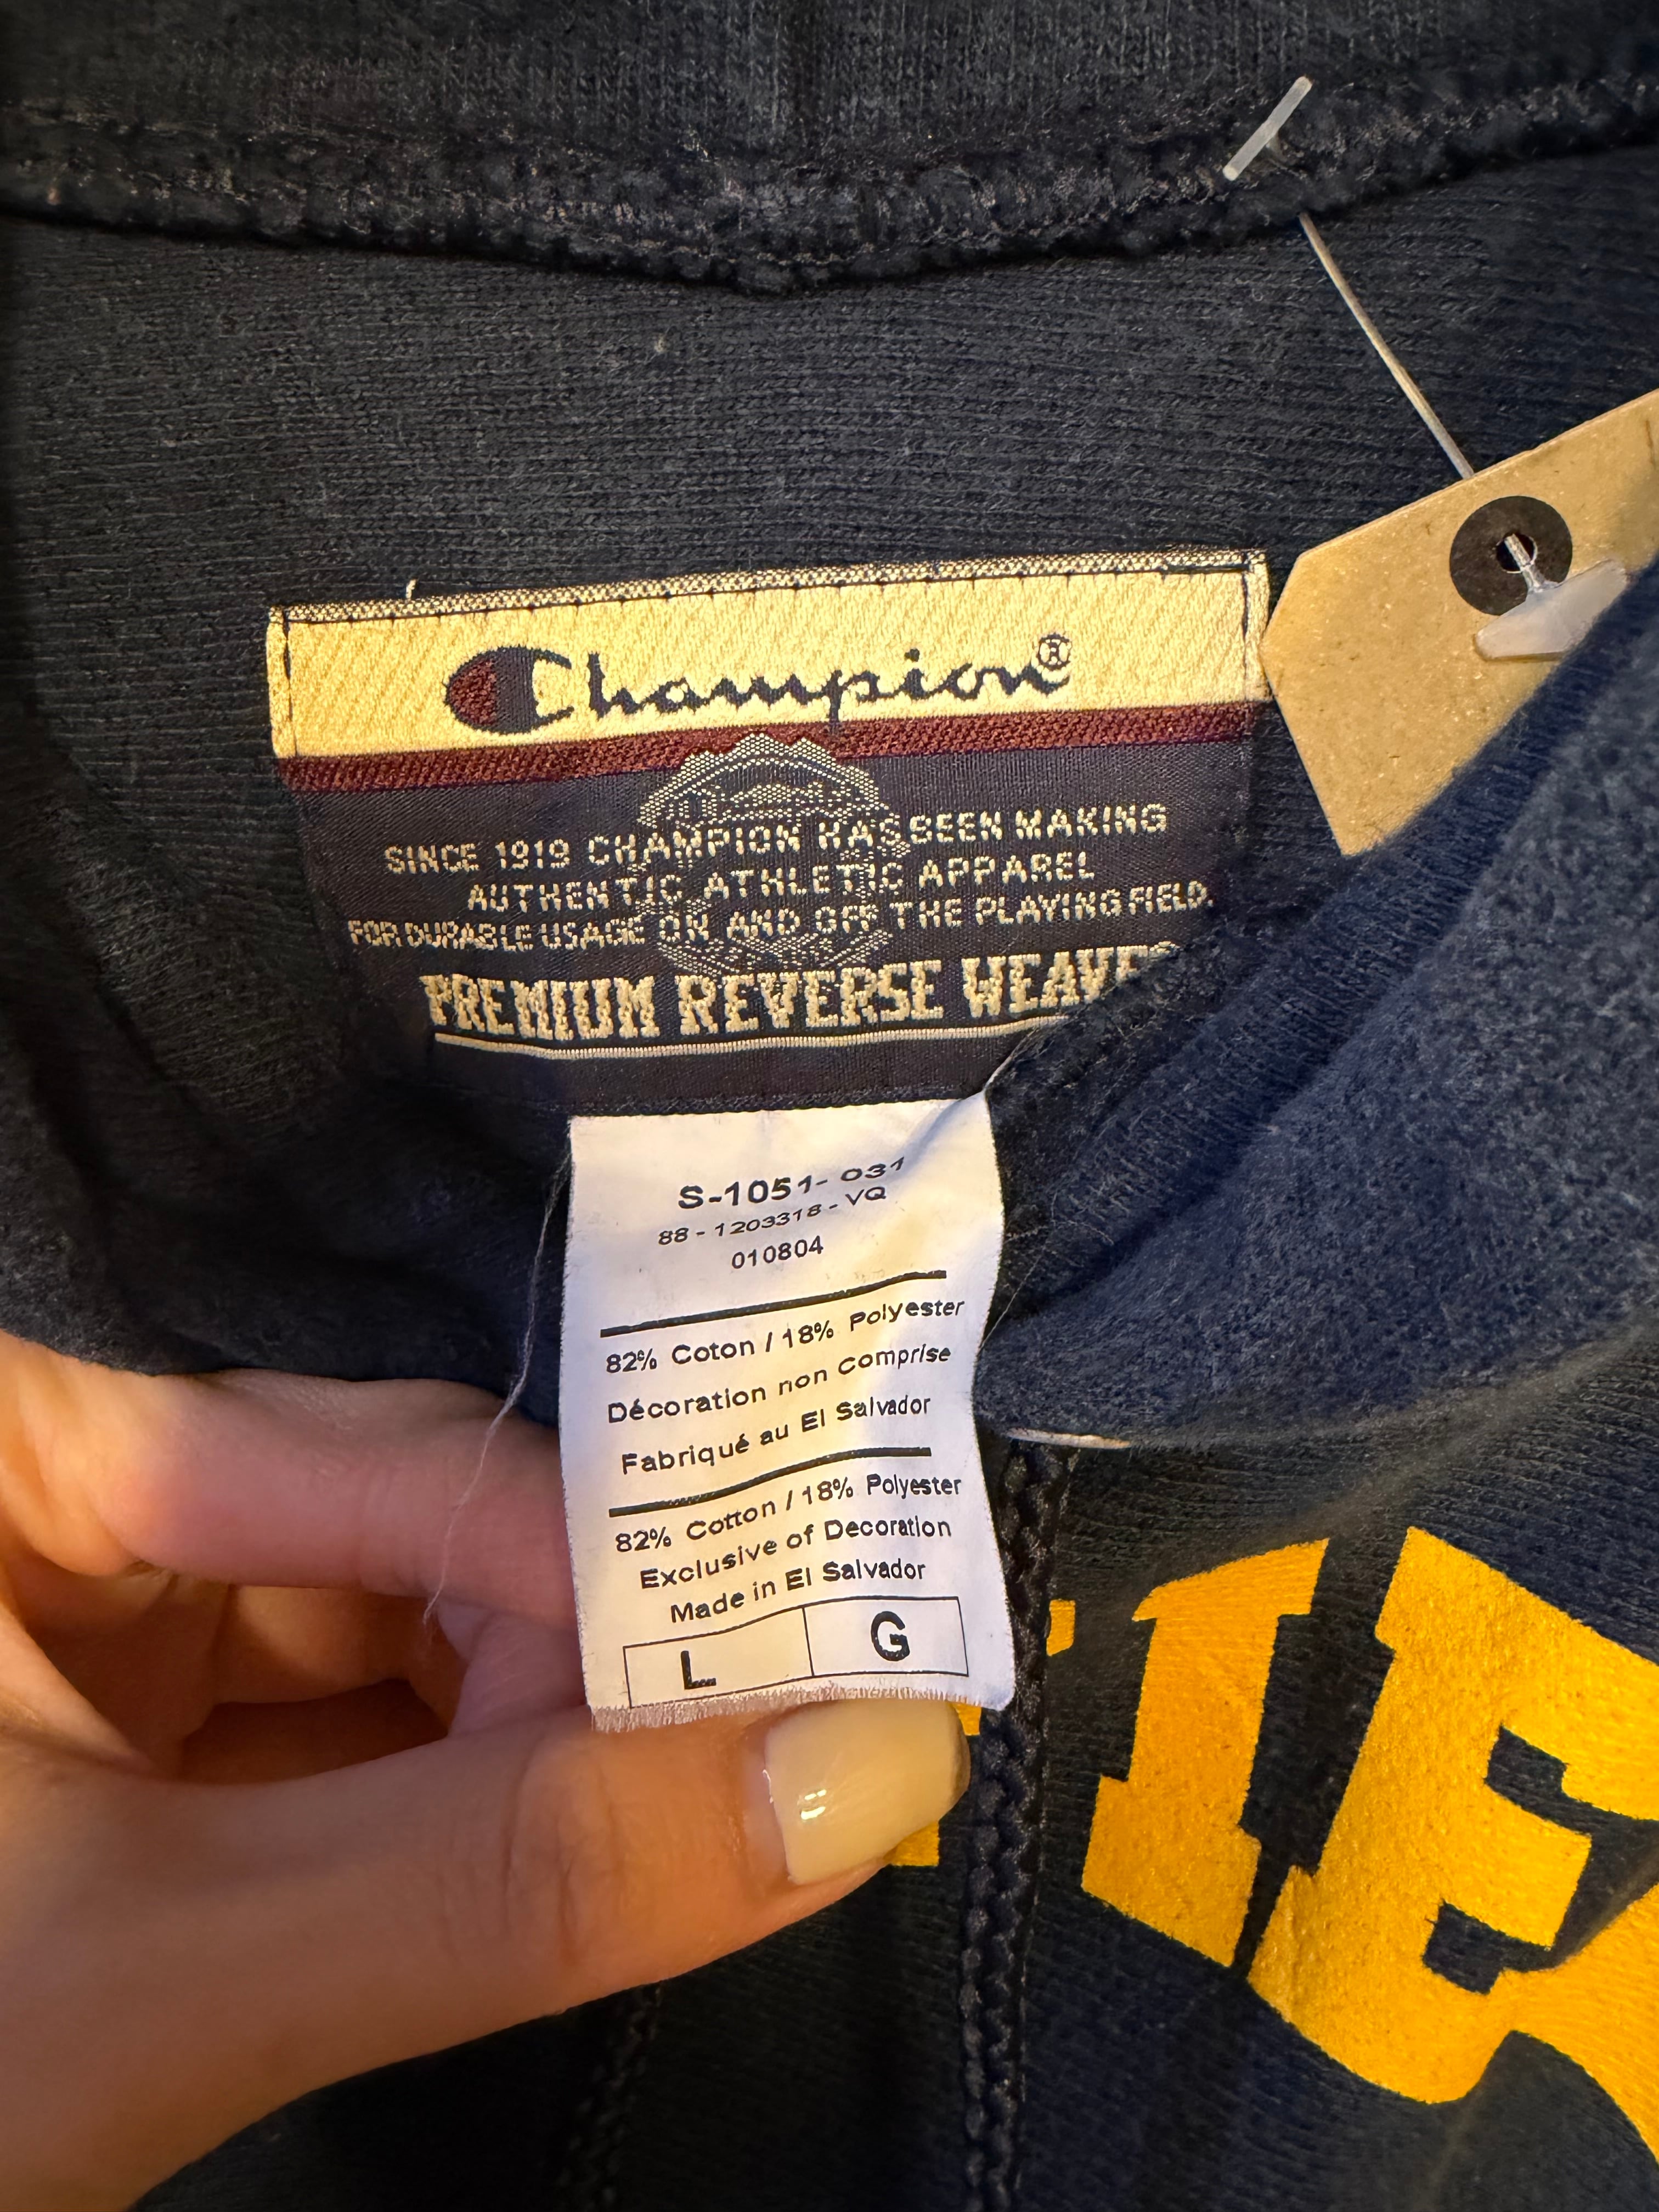 Champion®
SINCE 1919 CHAMPION HAS BEEN MAKING
AUTHENTIC ATHLETIC APPAREL
FOR DURABLE USAGE ON AND OFF THE PLAYING FIELD.
PREMIUM REVERSE WEAVE
S-1051- 031
88 - 1203318 - VQ
010804
82% Coton / 18% Polyester
Décoration non Comprise
Fabriqué au El Salvador
82% Cotton / 18% Polyester
Exclusive of Decoration
Made in El Salvador
L G